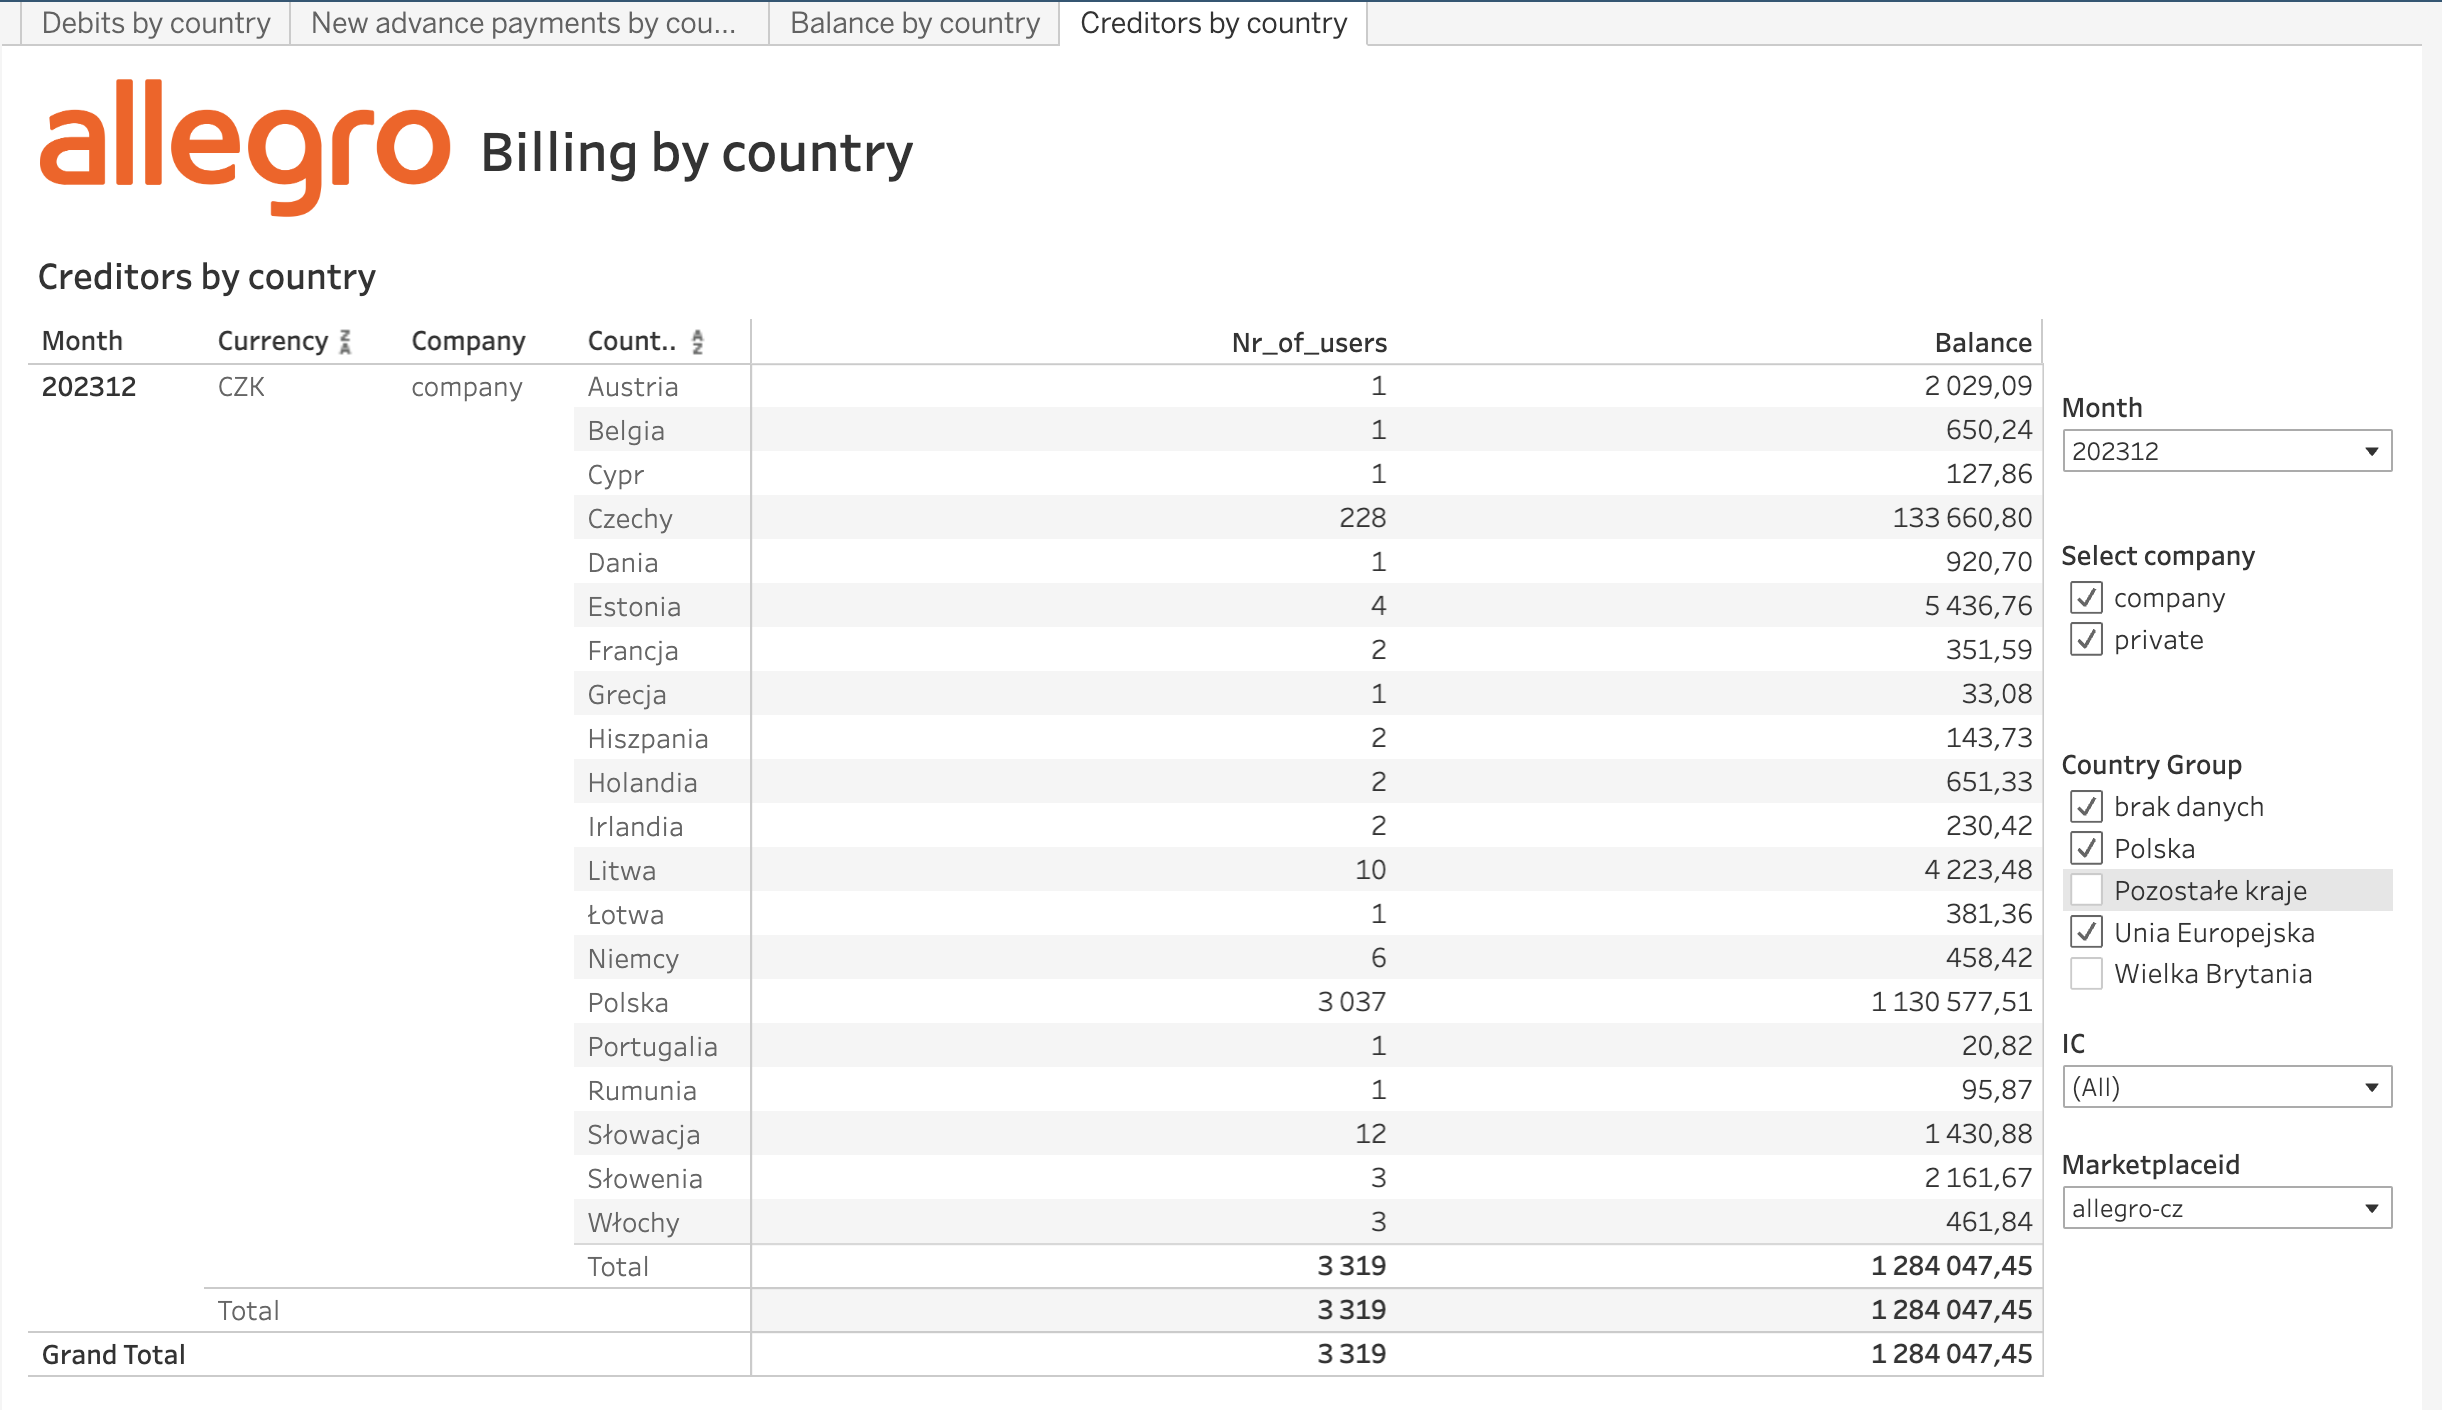 Debits by country New advance payments by cou... Balance by country Creditors by country
allegro Billing by country
Creditors by country
Month Currency Company Count.. Nr_of_users Balance
202312 CZK company Austria 1 2 029,09
Belgia 1 650,24
Cypr 1 127,86
Czechy 228 133 660,80
Dania 1 920,70
Estonia 4 5 436,76
Francja 2 351,59
Grecja 1 33,08
Hiszpania 2 143,73
Holandia 2 651,33
Irlandia 2 230,42
Litwa 10 4 223,48
Łotwa 1 381,36
Niemcy 6 458,42
Polska 3 037 1 130 577,51
Portugalia 1 20,82
Rumunia 1 95,87
Słowacja 12 1 430,88
Słowenia 3 2 161,67
Włochy 3 461,84
Total 3 319 1 284 047,45
Total 3 319 1 284 047,45
Grand Total 3 319 1 284 047,45
Month
202312
Select company
company
private
Country Group
brak danych
Polska
Pozostałe kraje
Unia Europejska
Wielka Brytania
IC
(All)
Marketplaceid
allegro-cz